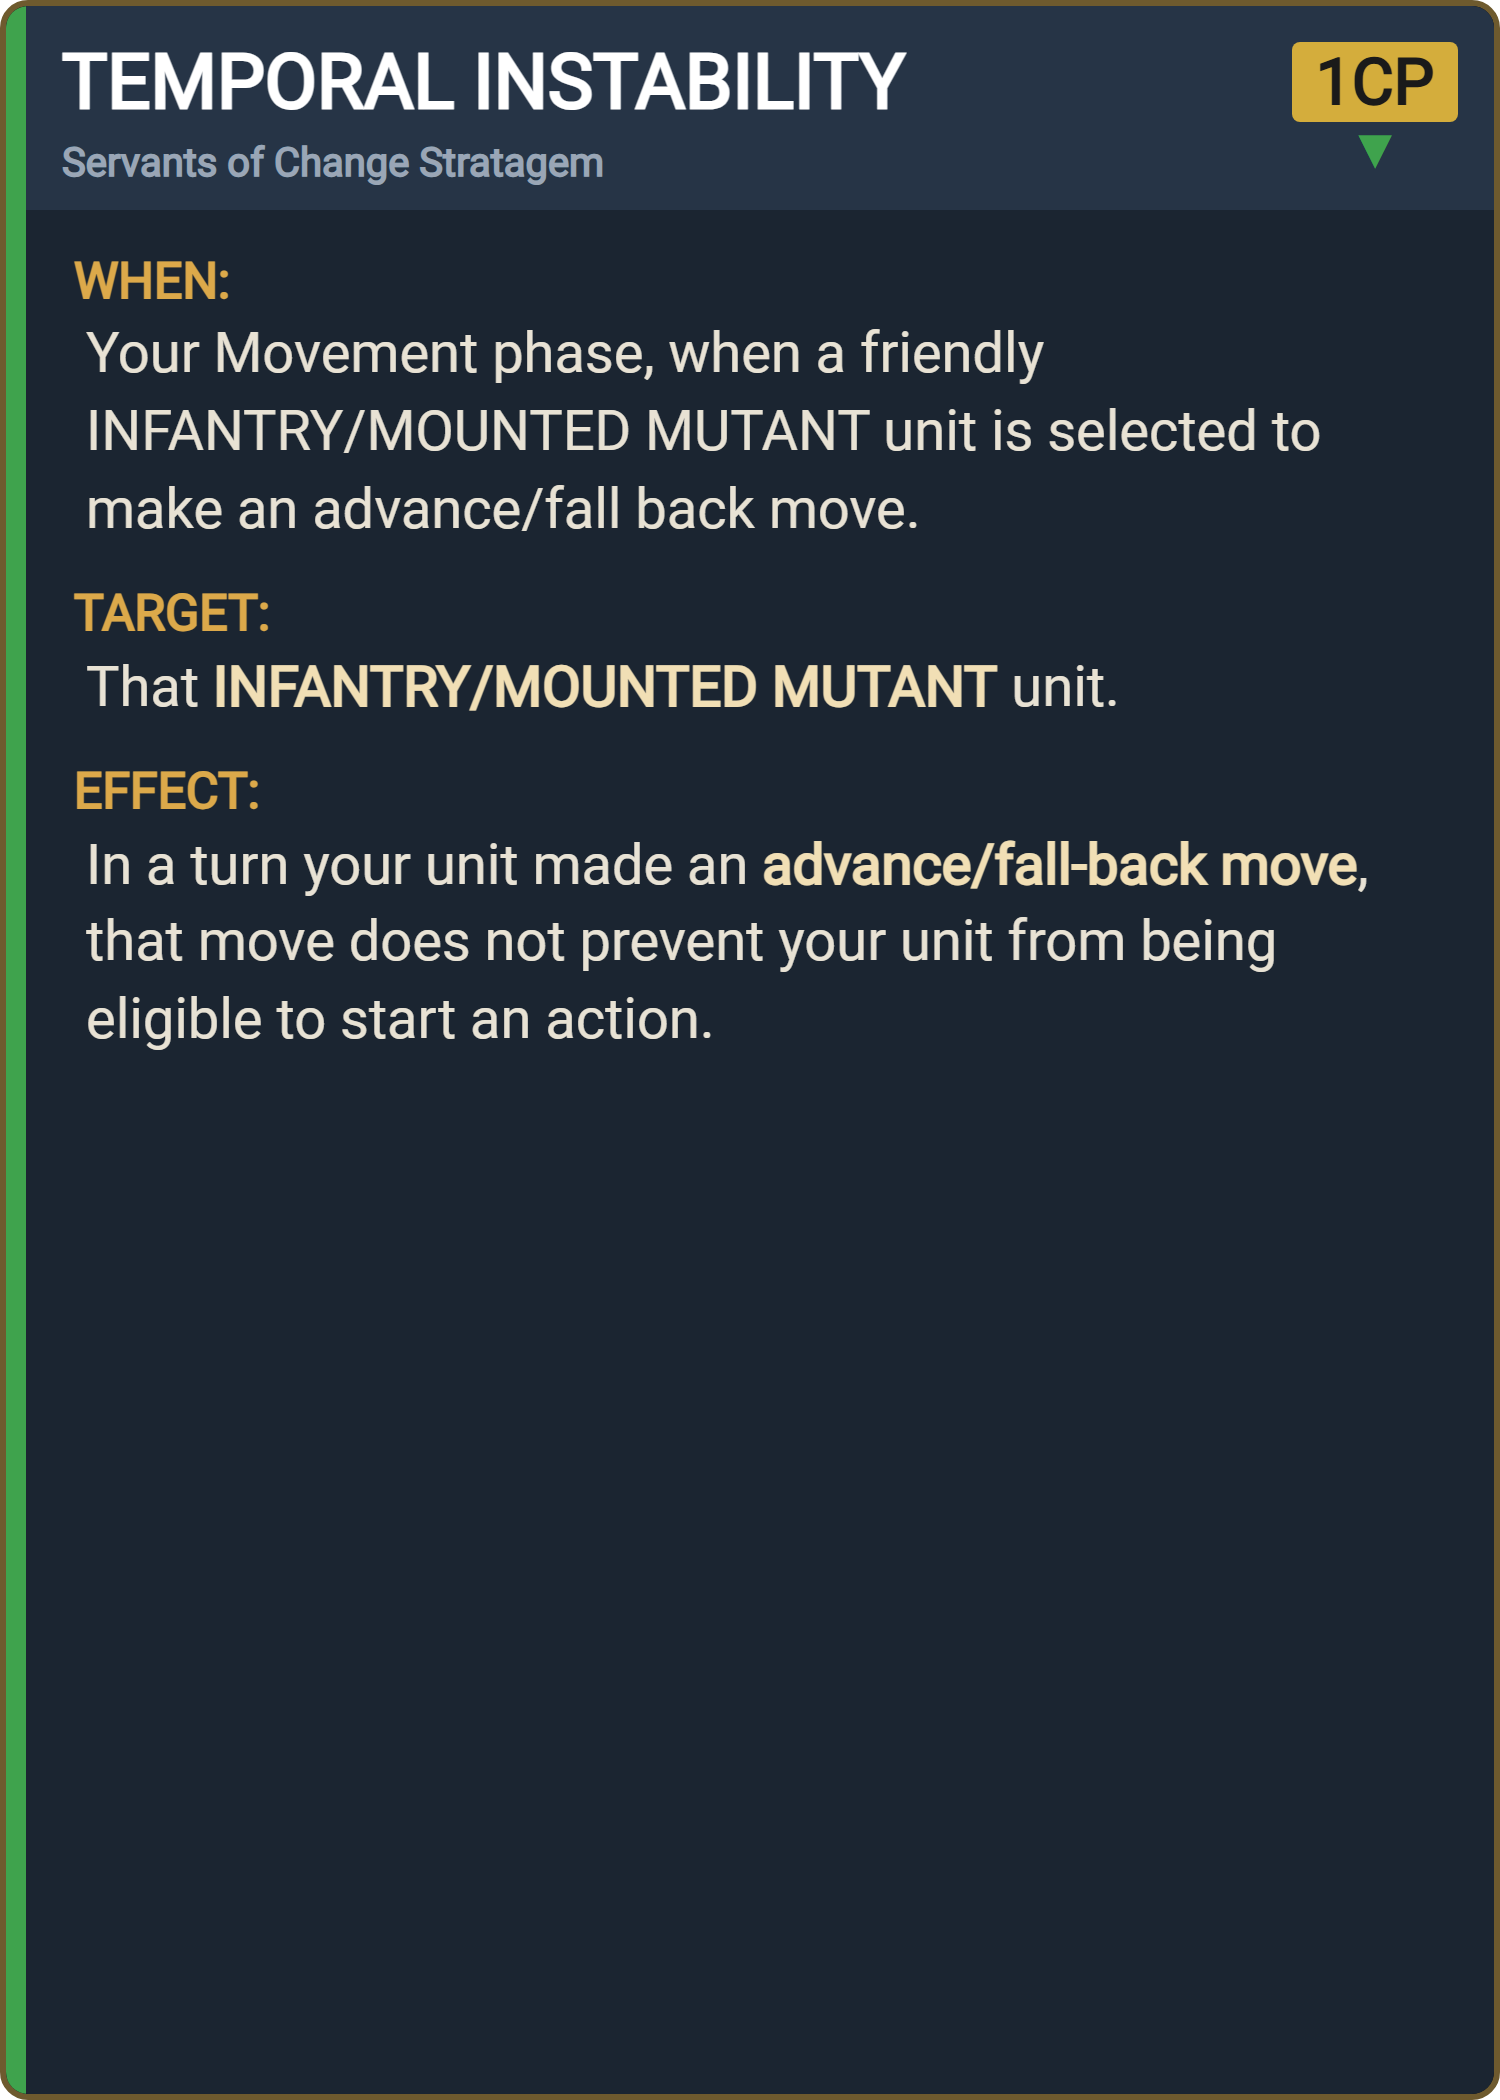 TEMPORAL INSTABILITY
1CP
Servants of Change Stratagem
WHEN:
Your Movement phase, when a friendly
INFANTRY/MOUNTED MUTANT unit is selected to
make an advance/fall back move.
TARGET:
That INFANTRY/MOUNTED MUTANT unit.
EFFECT:
In a turn your unit made an advance/fall-back move,
that move does not prevent your unit from being
eligible to start an action.